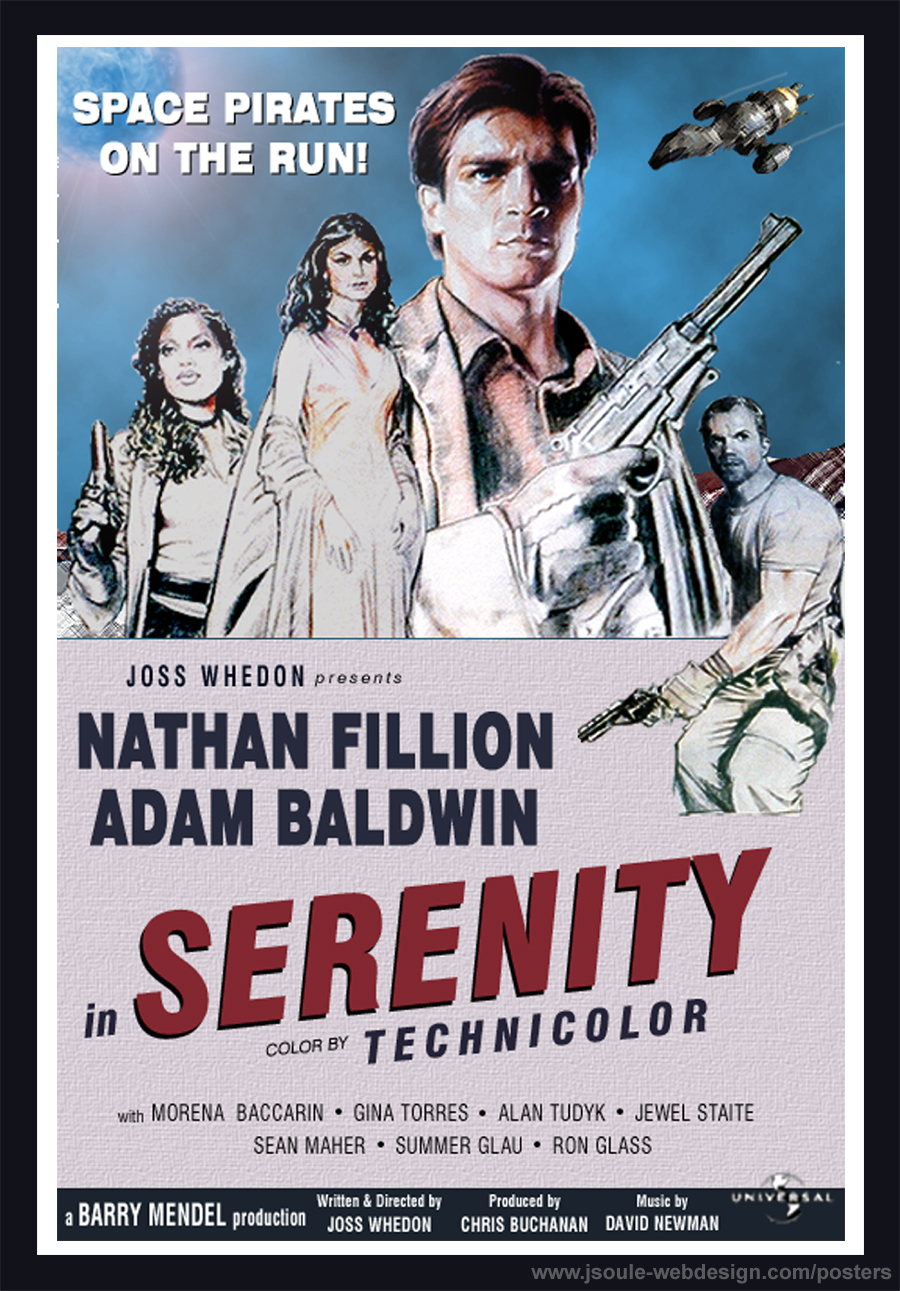 SPACE PIRATES
ON THE RUN!
JOSS WHEDON presents
NATHAN FILLION
ADAM BALDWIN
in SERENITY
COLOR BY TECHNICOLOR
with MORENA BACCARIN • GINA TORRES • ALAN TUDYK • JEWEL STAITE
SEAN MAHER • SUMMER GLAU • RON GLASS
a BARRY MENDEL production
Written & Directed by
JOSS WHEDON
Produced by
CHRIS BUCHANAN
Music by
DAVID NEWMAN
UNIVERSAL
www.jsoule-webdesign.com/posters